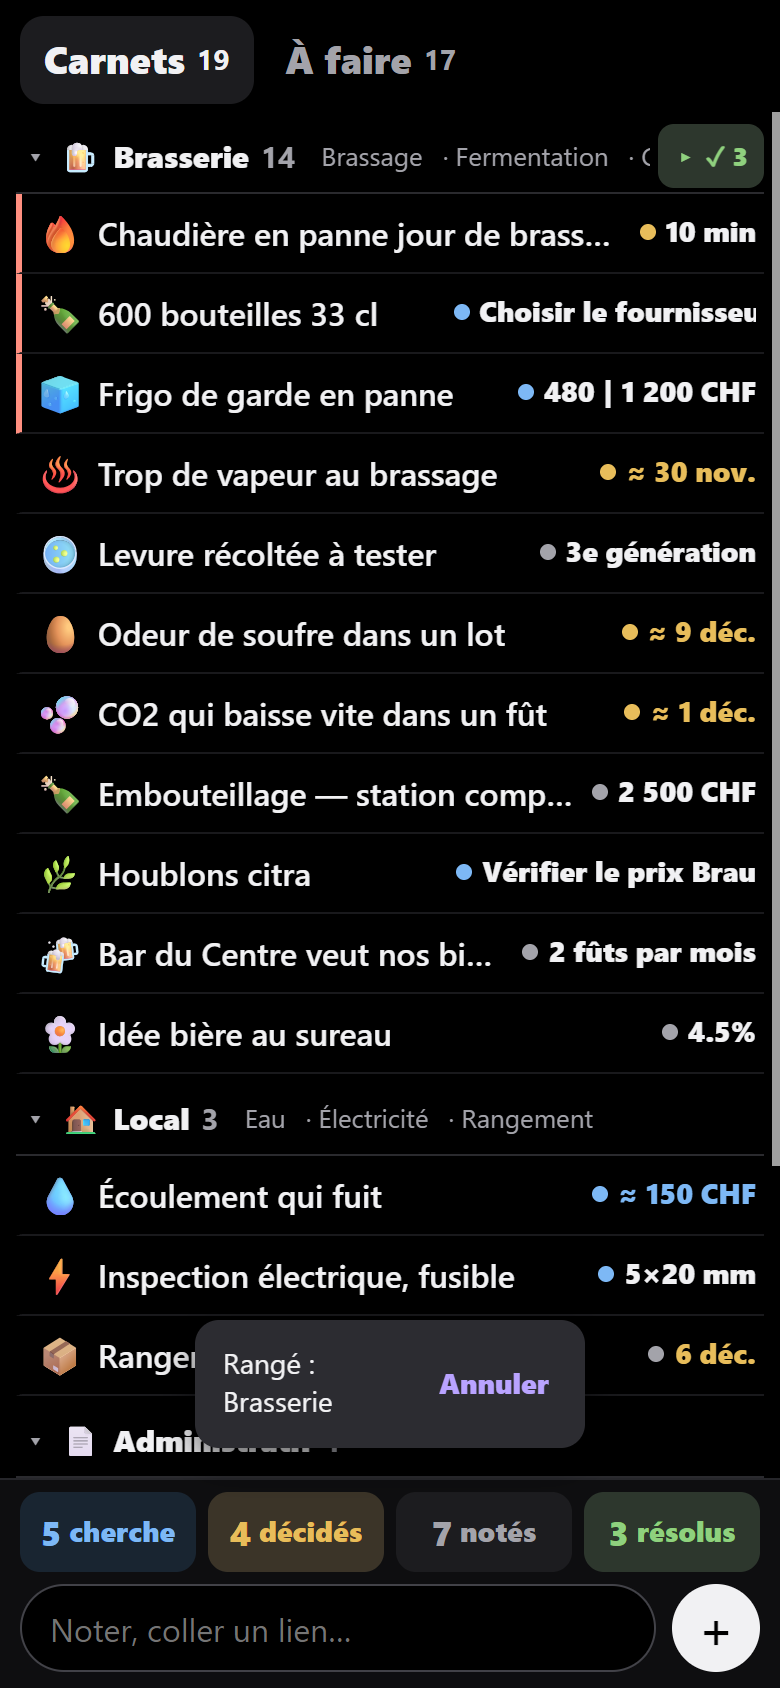 Carnets 19 À faire 17
Brasserie 14 Brassage · Fermentation · ▸ ✓ 3
Chaudière en panne jour de brass... 10 min
600 bouteilles 33 cl Choisir le fournisseu
Frigo de garde en panne 480 | 1 200 CHF
Trop de vapeur au brassage ≈ 30 nov.
Levure récoltée à tester 3e génération
Odeur de soufre dans un lot ≈ 9 déc.
CO2 qui baisse vite dans un fût ≈ 1 déc.
Embouteillage — station comp... 2 500 CHF
Houblons citra Vérifier le prix Brau
Bar du Centre veut nos bi... 2 fûts par mois
Idée bière au sureau 4.5%
Local 3 Eau · Électricité · Rangement
Écoulement qui fuit ≈ 150 CHF
Inspection électrique, fusible 5×20 mm
6 déc.
Rangé :
Brasserie
Annuler
5 cherche 4 décidés 7 notés 3 résolus
Noter, coller un lien... +